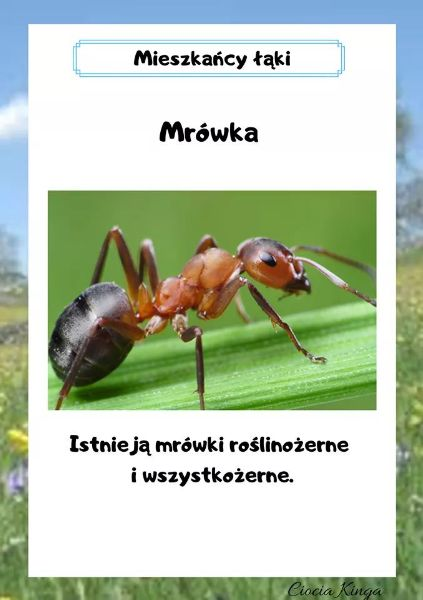 Mieszkańcy łąki
Mrówka
Istnieją mrówki roślinożerne
i wszystkożerne.
Ciocia Kinga